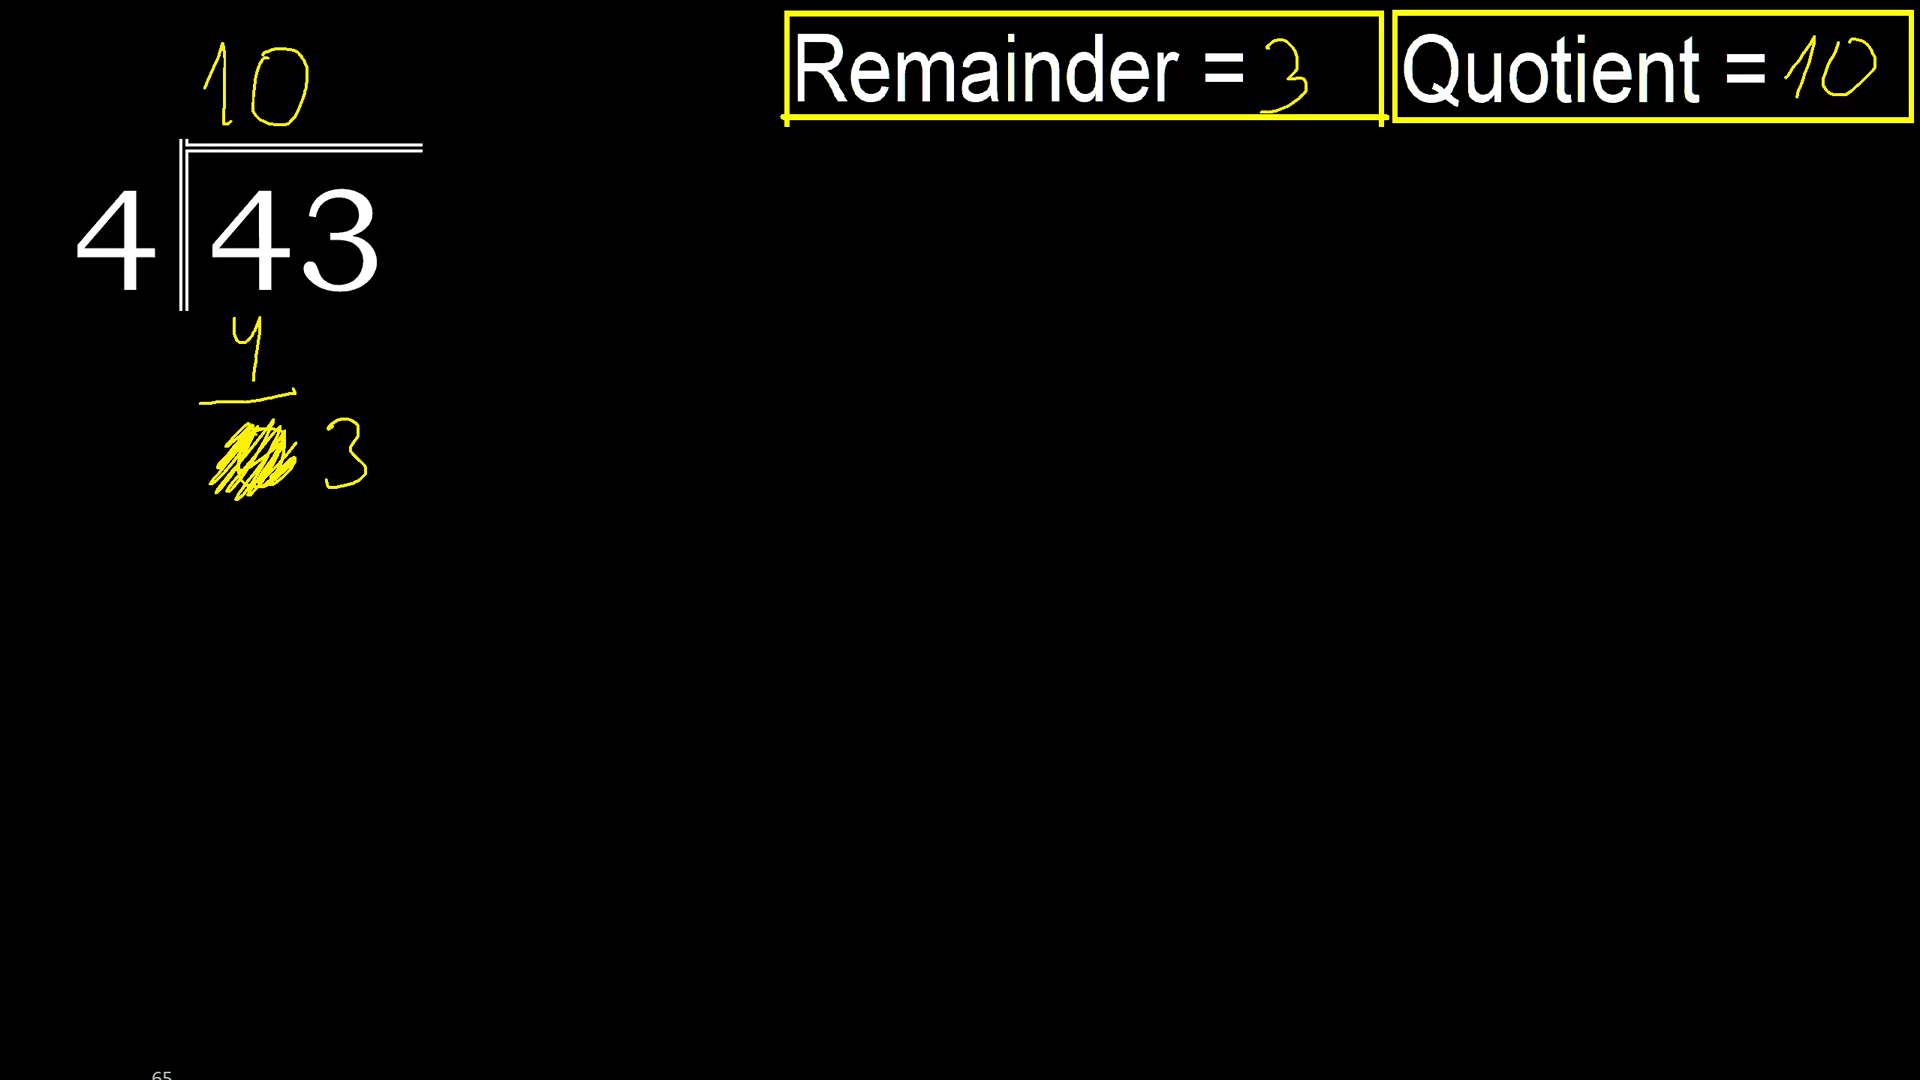 10
Remainder = 3
Quotient = 10
4 43
4
3
65